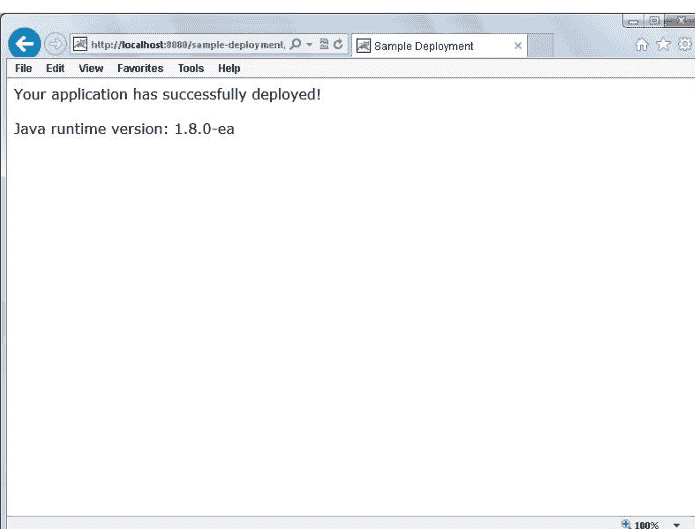 http://localhost:8080/sample-deployment,
Sample Deployment
File Edit View Favorites Tools Help
Your application has successfully deployed!
Java runtime version: 1.8.0-ea
100%